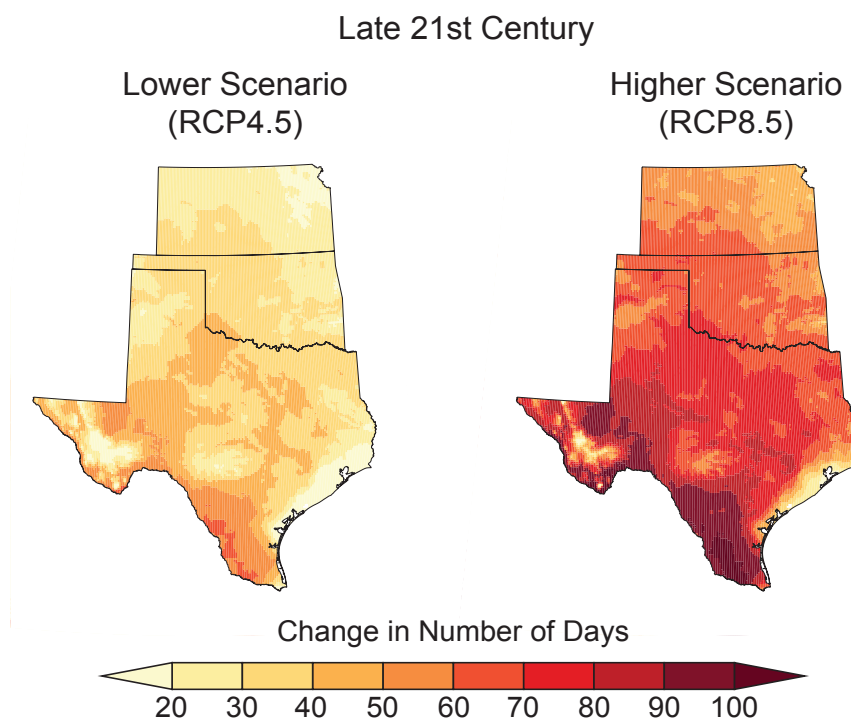 Late 21st Century
Lower Scenario
(RCP4.5)
Higher Scenario
(RCP8.5)
Change in Number of Days
20 30 40 50 60 70 80 90 100